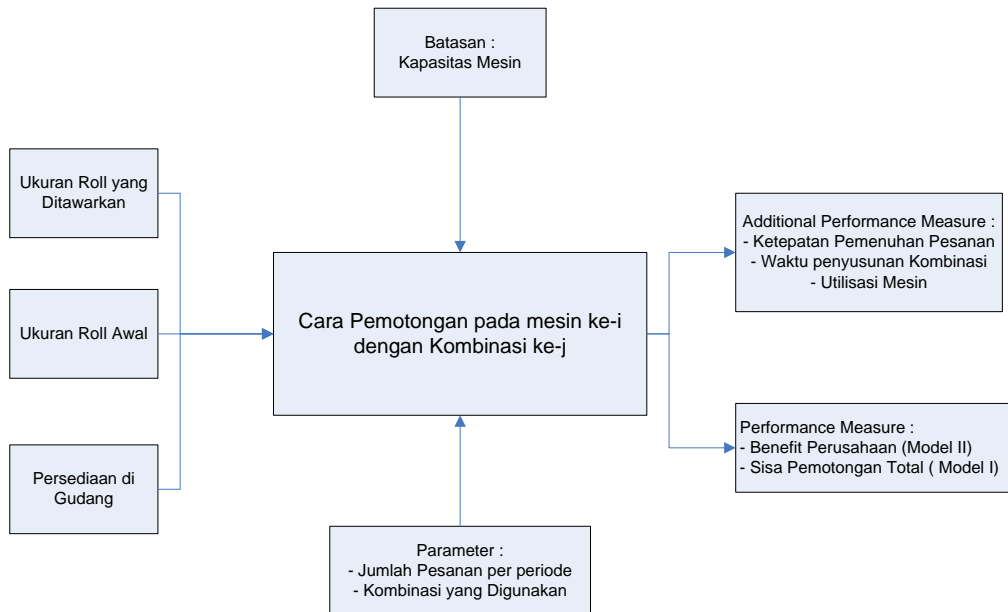 Batasan :
Kapasitas Mesin
Ukuran Roll yang
Ditawarkan
Ukuran Roll Awal
Persediaan di
Gudang
Cara Pemotongan pada mesin ke-i
dengan Kombinasi ke-j
Additional Performance Measure :
- Ketepatan Pemenuhan Pesanan
- Waktu penyusunan Kombinasi
- Utilisasi Mesin
Performance Measure :
- Benefit Perusahaan (Model II)
- Sisa Pemotongan Total ( Model I)
Parameter :
- Jumlah Pesanan per periode
- Kombinasi yang Digunakan